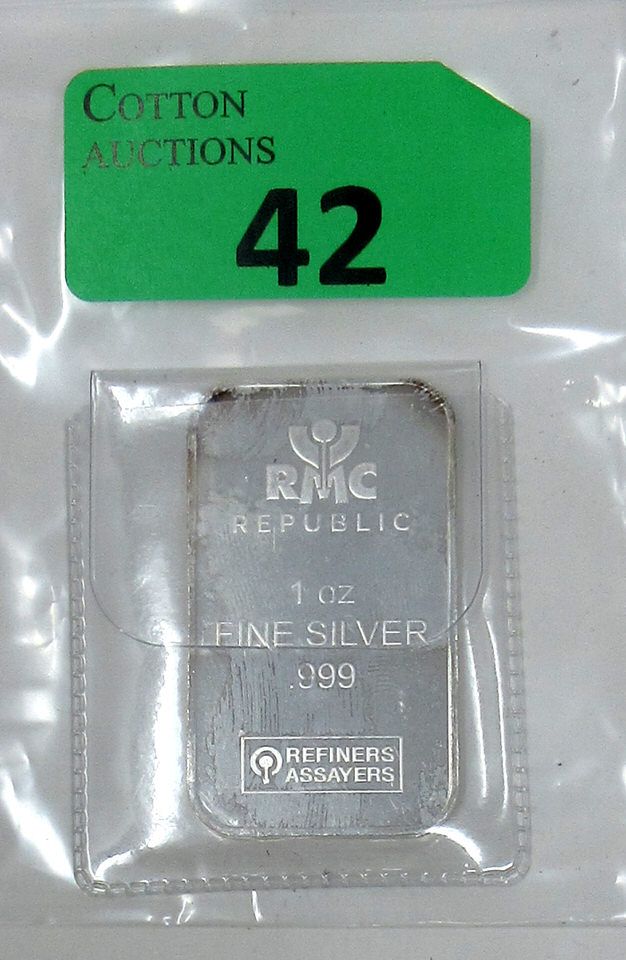 COTTON
AUCTIONS
42
RMC
REPUBLIC
1 oz
FINE SILVER
.999
REFINERS
ASSAYERS